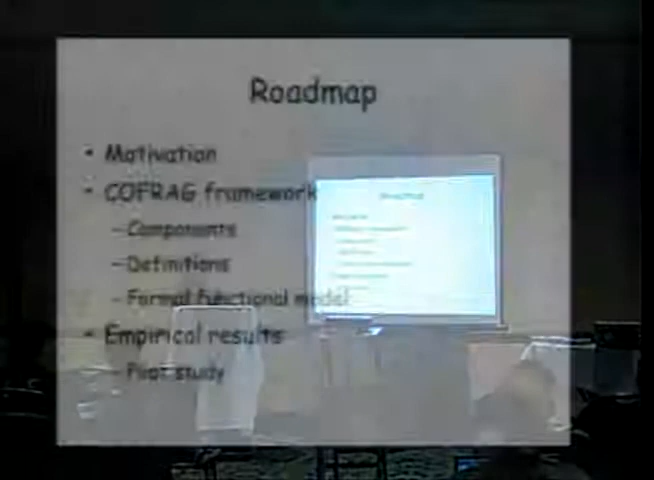 Roadmap
• Motivation
• COFRAG framework
– Components
– Definitions
– Formal functional model
• Empirical results
– Pilot study